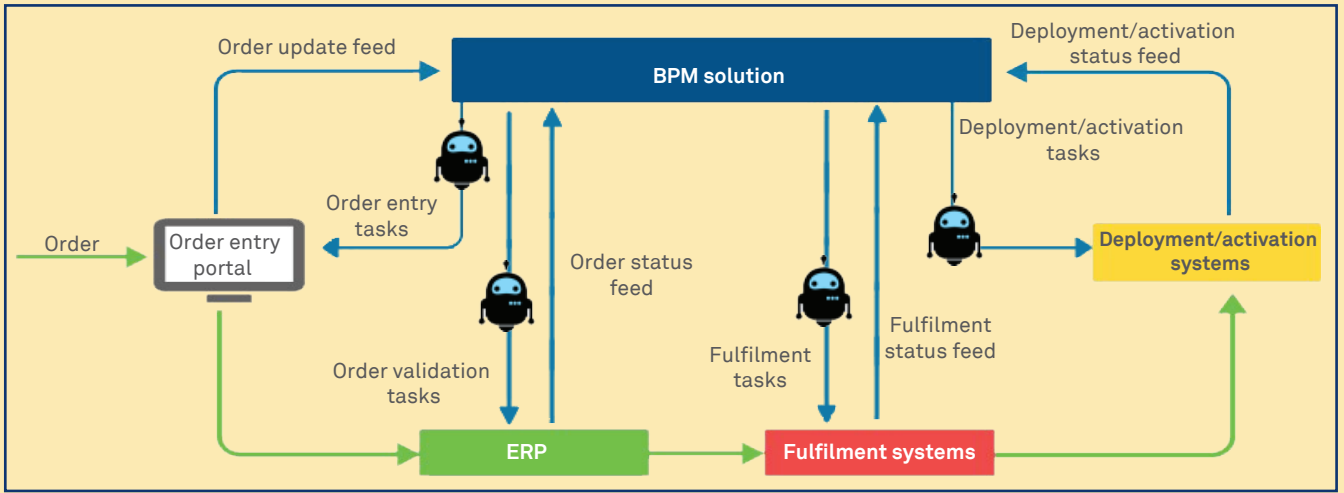 Order update feed
BPM solution
Deployment/activation
status feed
Deployment/activation
tasks
Order entry
tasks
Order
Order entry
portal
Order status
feed
Deployment/activation
systems
Order validation
tasks
Fulfilment
tasks
Fulfilment
status feed
ERP
Fulfilment systems